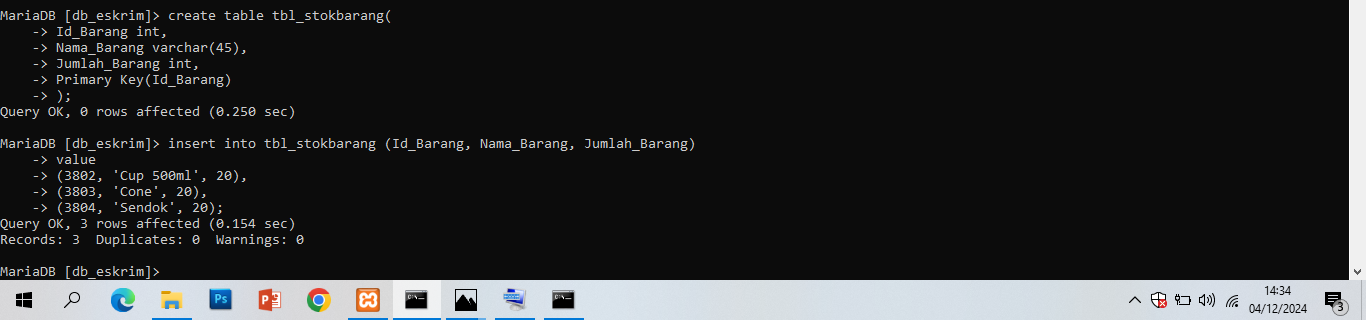 MariaDB [db_eskrim]> create table tbl_stokbarang(
    -> Id_Barang int,
    -> Nama_Barang varchar(45),
    -> Jumlah_Barang int,
    -> Primary Key(Id_Barang)
    -> );
Query OK, 0 rows affected (0.250 sec)

MariaDB [db_eskrim]> insert into tbl_stokbarang (Id_Barang, Nama_Barang, Jumlah_Barang)
    -> value
    -> (3802, 'Cup 500ml', 20),
    -> (3803, 'Cone', 20),
    -> (3804, 'Sendok', 20);
Query OK, 3 rows affected (0.154 sec)
Records: 3  Duplicates: 0  Warnings: 0

MariaDB [db_eskrim]>
Ps
14:34
04/12/2024
3